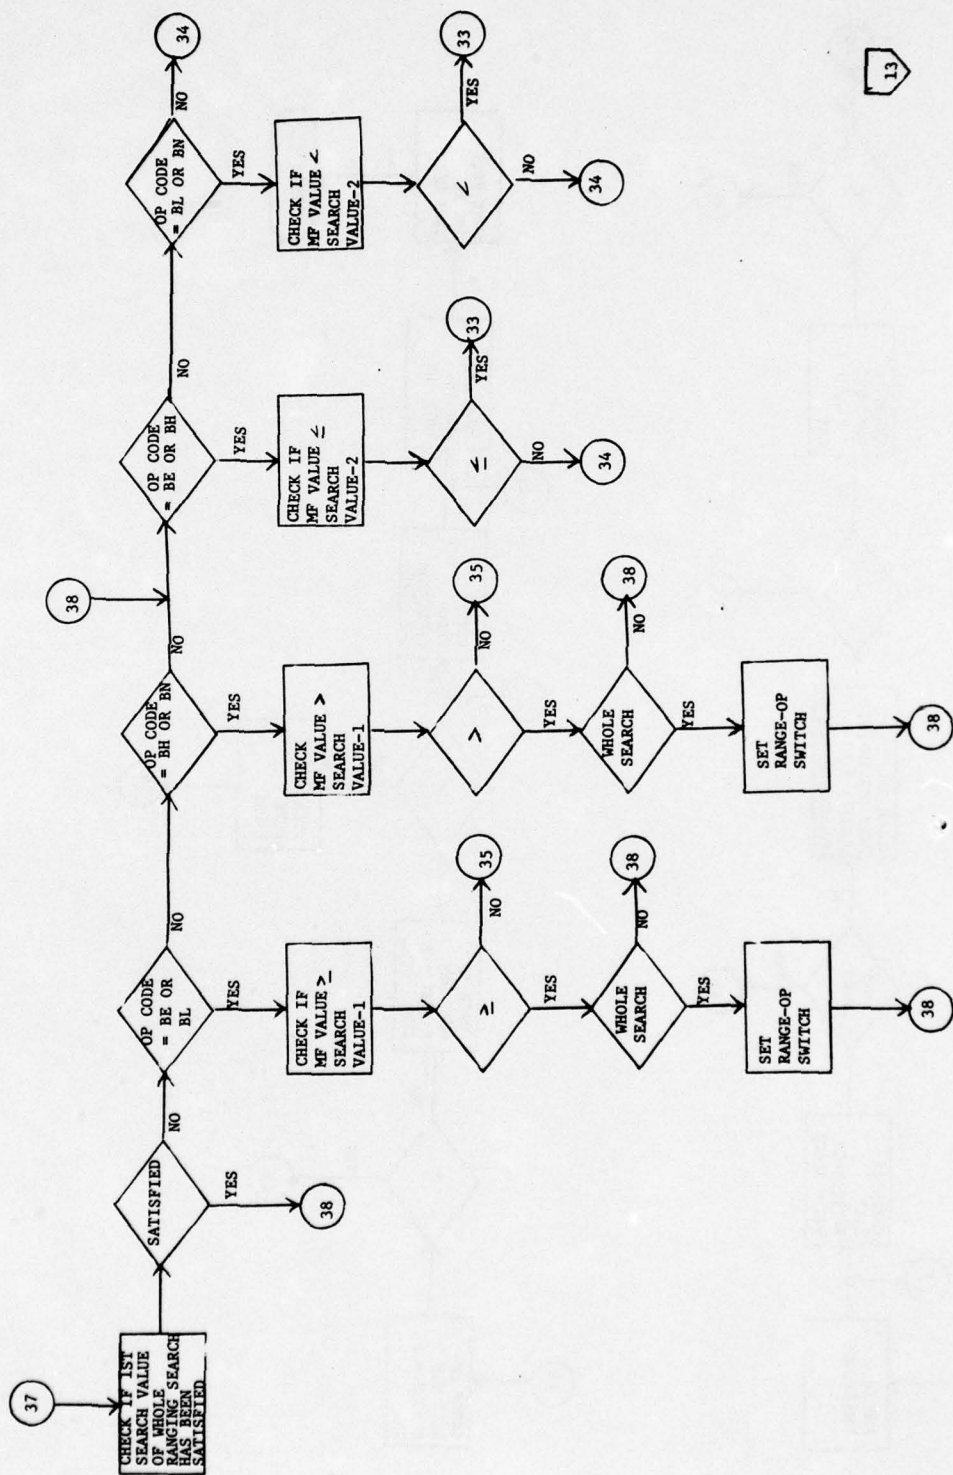 37
CHECK IF 1ST
SEARCH VALUE
OF WHOLE
RANGING SEARCH
HAS BEEN
SATISFIED
SATISFIED
YES
38
NO
OP CODE
= BE OR
BL
YES
CHECK IF
MF VALUE ≥
SEARCH
VALUE-1
≥
NO
35
YES
WHOLE
SEARCH
NO
38
YES
SET
RANGE-OP
SWITCH
38
NO
OP CODE
= BH OR BN
YES
CHECK
MF VALUE >
SEARCH
VALUE-1
>
NO
35
YES
WHOLE
SEARCH
NO
38
YES
SET
RANGE-OP
SWITCH
38
NO
38
OP CODE
= BE OR BH
YES
CHECK IF
MF VALUE ≤
SEARCH
VALUE-2
≤
YES
33
NO
34
NO
OP CODE
= BL OR BN
NO
34
YES
CHECK IF
MF VALUE <
SEARCH
VALUE-2
<
YES
33
NO
34
13